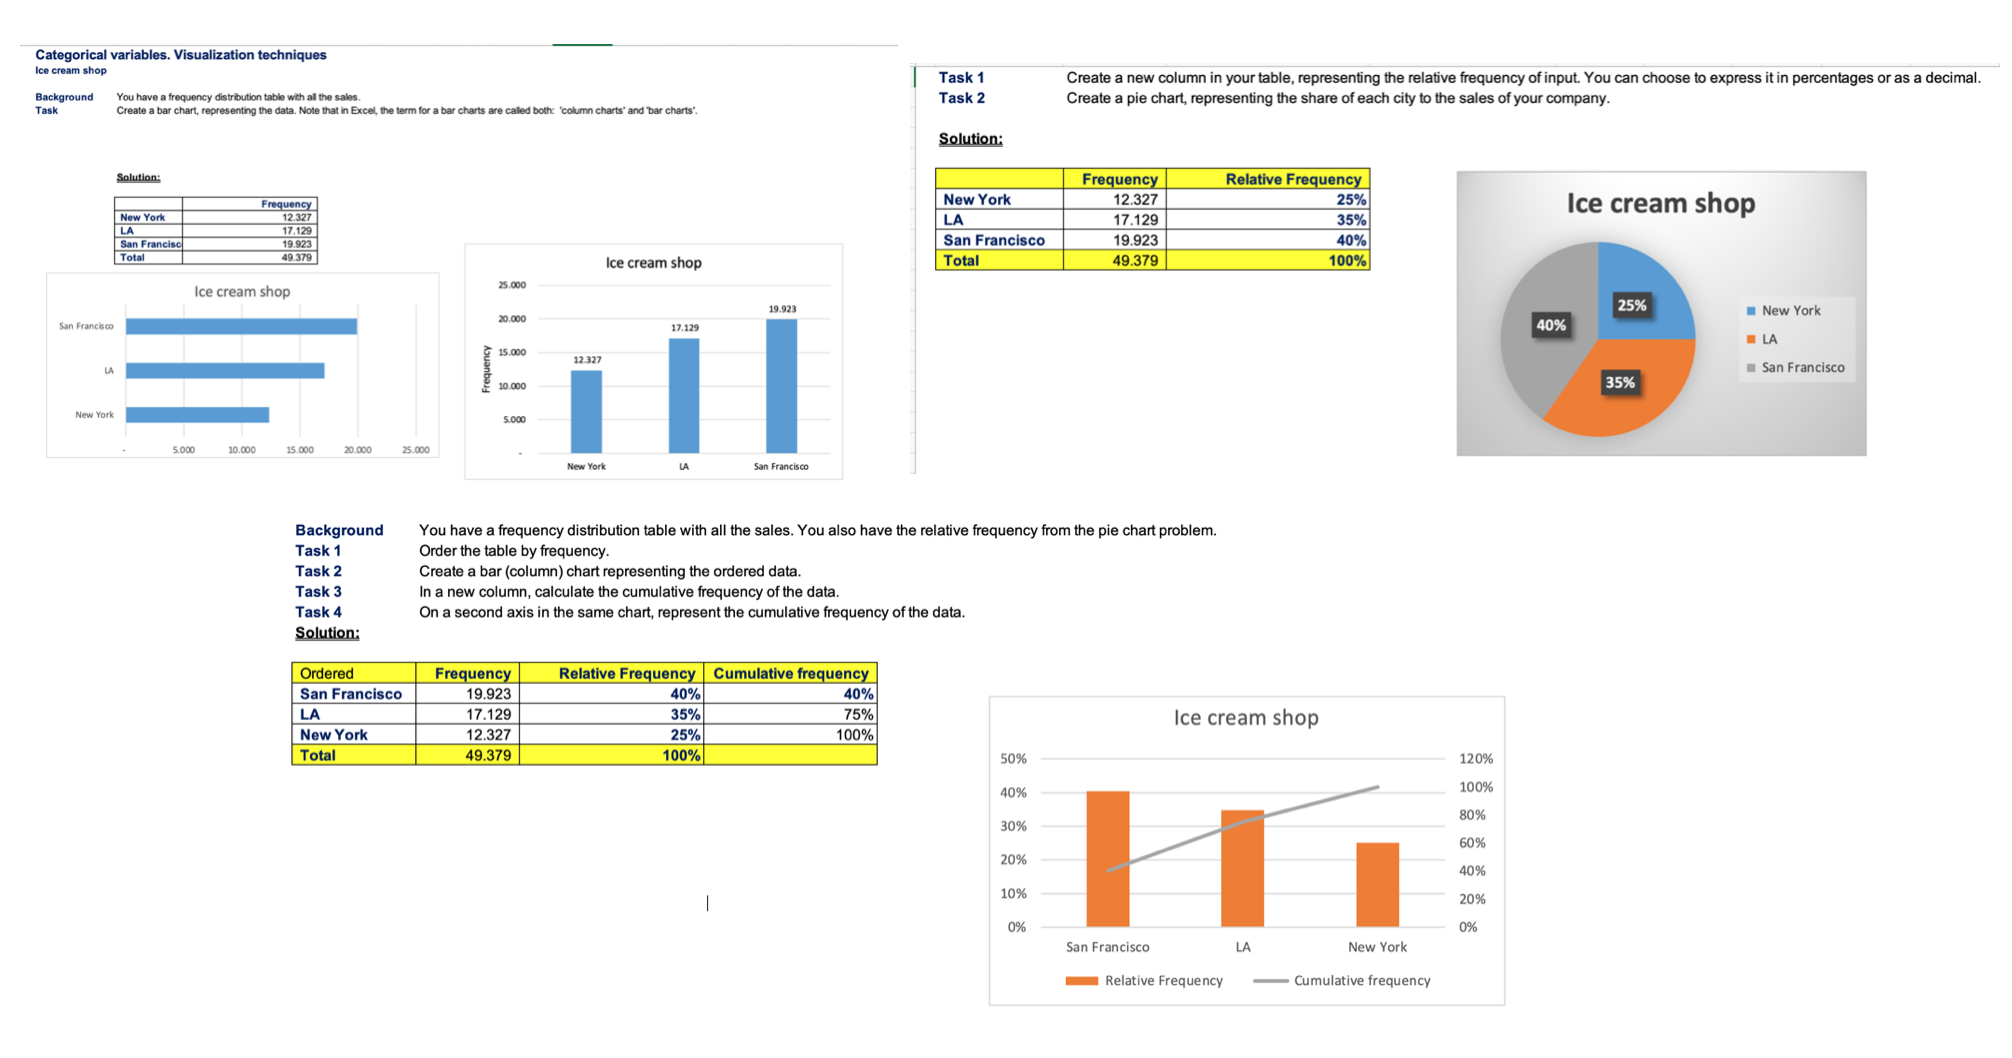 Categorical variables. Visualization techniques
Ice cream shop
Background You have a frequency distribution table with all the sales.
Task Create a bar chart, representing the data. Note that in Excel, the term for a bar charts are called both: 'column charts' and 'bar charts'.
Solution:
Frequency
New York 12.327
LA 17.129
San Francisc 19.923
Total 49.379
Ice cream shop
San Francisco
LA
New York
- 5.000 10.000 15.000 20.000 25.000
Ice cream shop
Frequency
25.000
20.000
15.000
10.000
5.000
-
12.327 17.129 19.923
New York LA San Francisco
Task 1 Create a new column in your table, representing the relative frequency of input. You can choose to express it in percentages or as a decimal.
Task 2 Create a pie chart, representing the share of each city to the sales of your company.
Solution:
Frequency Relative Frequency
New York 12.327 25%
LA 17.129 35%
San Francisco 19.923 40%
Total 49.379 100%
Ice cream shop
25%
40%
35%
New York
LA
San Francisco
Background You have a frequency distribution table with all the sales. You also have the relative frequency from the pie chart problem.
Task 1 Order the table by frequency.
Task 2 Create a bar (column) chart representing the ordered data.
Task 3 In a new column, calculate the cumulative frequency of the data.
Task 4 On a second axis in the same chart, represent the cumulative frequency of the data.
Solution:
Ordered Frequency Relative Frequency Cumulative frequency
San Francisco 19.923 40% 40%
LA 17.129 35% 75%
New York 12.327 25% 100%
Total 49.379 100%
Ice cream shop
50%
40%
30%
20%
10%
0%
120%
100%
80%
60%
40%
20%
0%
San Francisco LA New York
Relative Frequency Cumulative frequency